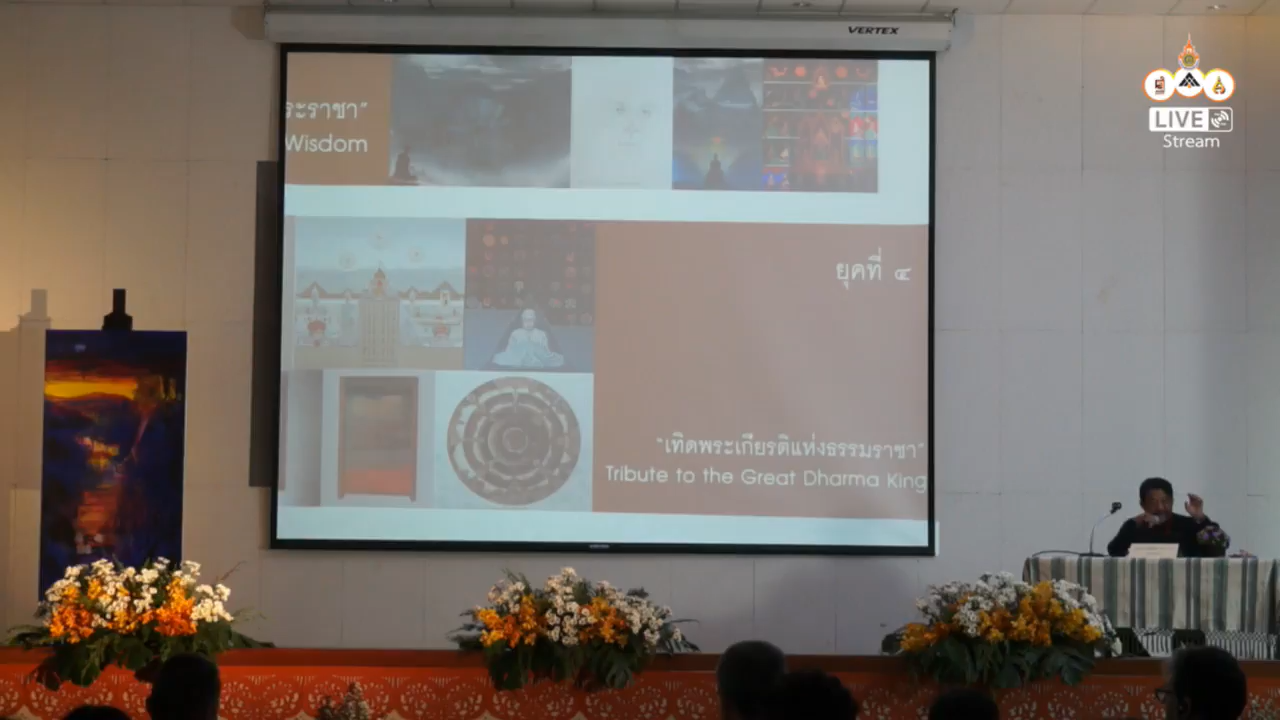 VERTEX
LIVE
Stream
ระราชา”
Wisdom
ยุคที่ ๔
“เทิดพระเกียรติแห่งธรรมราชา”
Tribute to the Great Dharma King